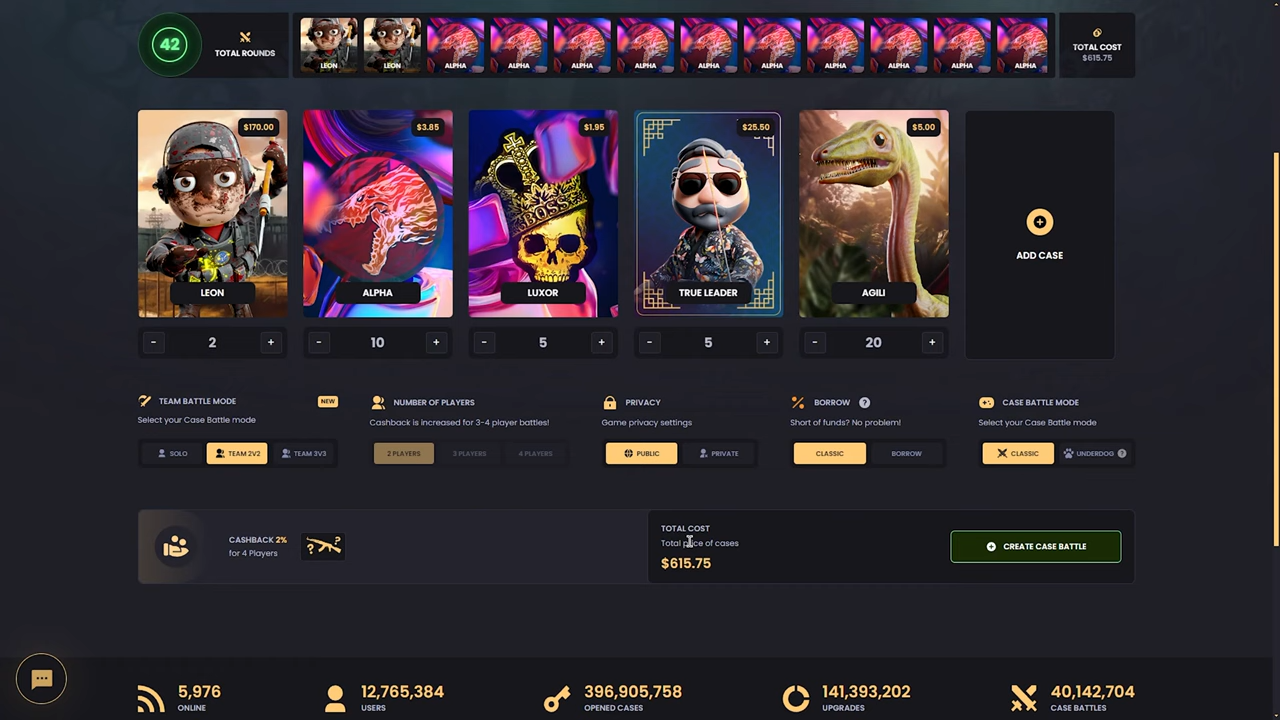 42
TOTAL ROUNDS
LEON
LEON
ALPHA
ALPHA
ALPHA
ALPHA
ALPHA
ALPHA
ALPHA
ALPHA
ALPHA
ALPHA
TOTAL COST
$615.75
$170.00
LEON
$3.85
ALPHA
$1.95
BOSS
LUXOR
$25.50
TRUE LEADER
$5.00
AGILI
ADD CASE
- 2 +
- 10 +
- 5 +
- 5 +
- 20 +
TEAM BATTLE MODE
NEW
Select your Case Battle mode
SOLO
TEAM 2V2
TEAM 3V3
NUMBER OF PLAYERS
Cashback is increased for 3-4 player battles!
2 PLAYERS
3 PLAYERS
4 PLAYERS
PRIVACY
Game privacy settings
PUBLIC
PRIVATE
BORROW ?
Short of funds? No problem!
CLASSIC
BORROW
CASE BATTLE MODE
Select your Case Battle mode
CLASSIC
UNDERDOG ?
CASHBACK 2%
for 4 Players
? ?
TOTAL COST
Total price of cases
$615.75
CREATE CASE BATTLE
5,976
ONLINE
12,765,384
USERS
396,905,758
OPENED CASES
141,393,202
UPGRADES
40,142,704
CASE BATTLES